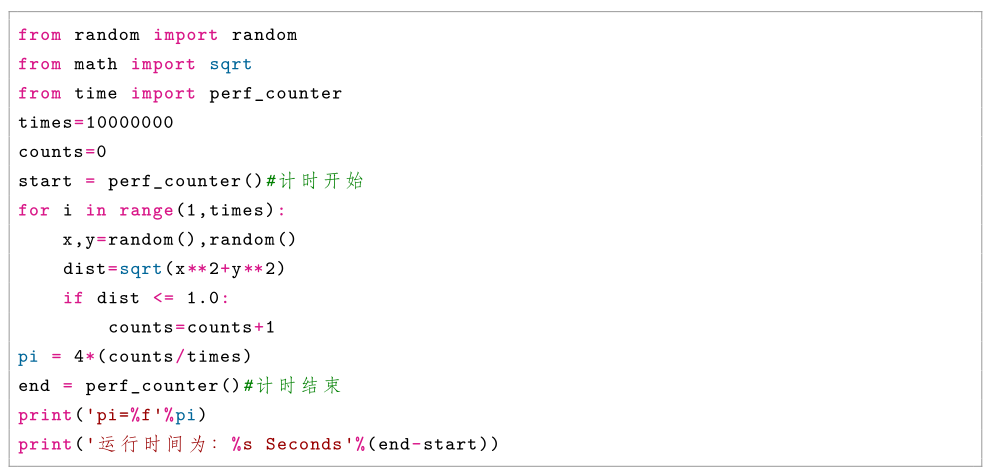 from random import random
from math import sqrt
from time import perf_counter
times=10000000
counts=0
start = perf_counter()#计时开始
for i in range(1,times):
    x,y=random(),random()
    dist=sqrt(x**2+y**2)
    if dist <= 1.0:
        counts=counts+1
pi = 4*(counts/times)
end = perf_counter()#计时结束
print('pi=%f'%pi)
print('运行时间为: %s Seconds'%(end-start))